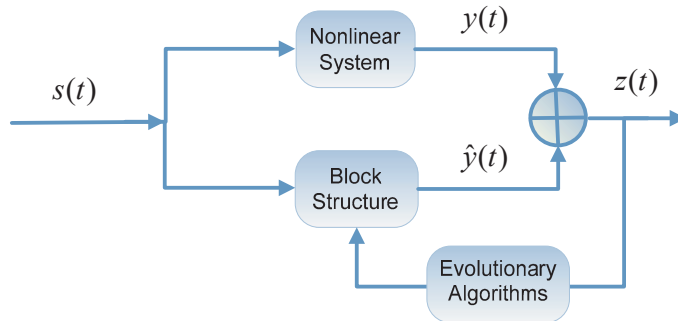 s(t)
Nonlinear
System
y(t)
z(t)
Block
Structure
ŷ(t)
Evolutionary
Algorithms